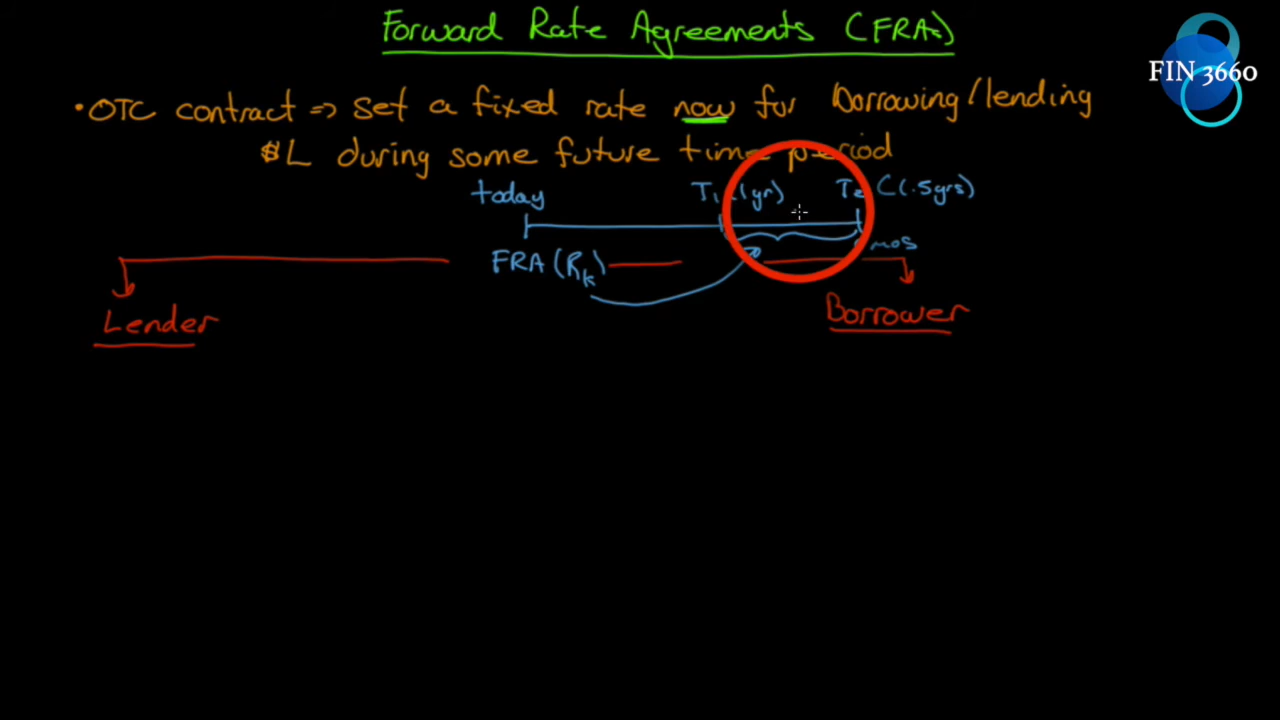 Forward Rate Agreements (FRAs)
FIN 3660
• OTC contract => Set a fixed rate now for Borrowing/lending
$L during some future time period
today T₁ (1yr) T₂ (.5yrs)
FRA (Rₖ) mos
Lender Borrower